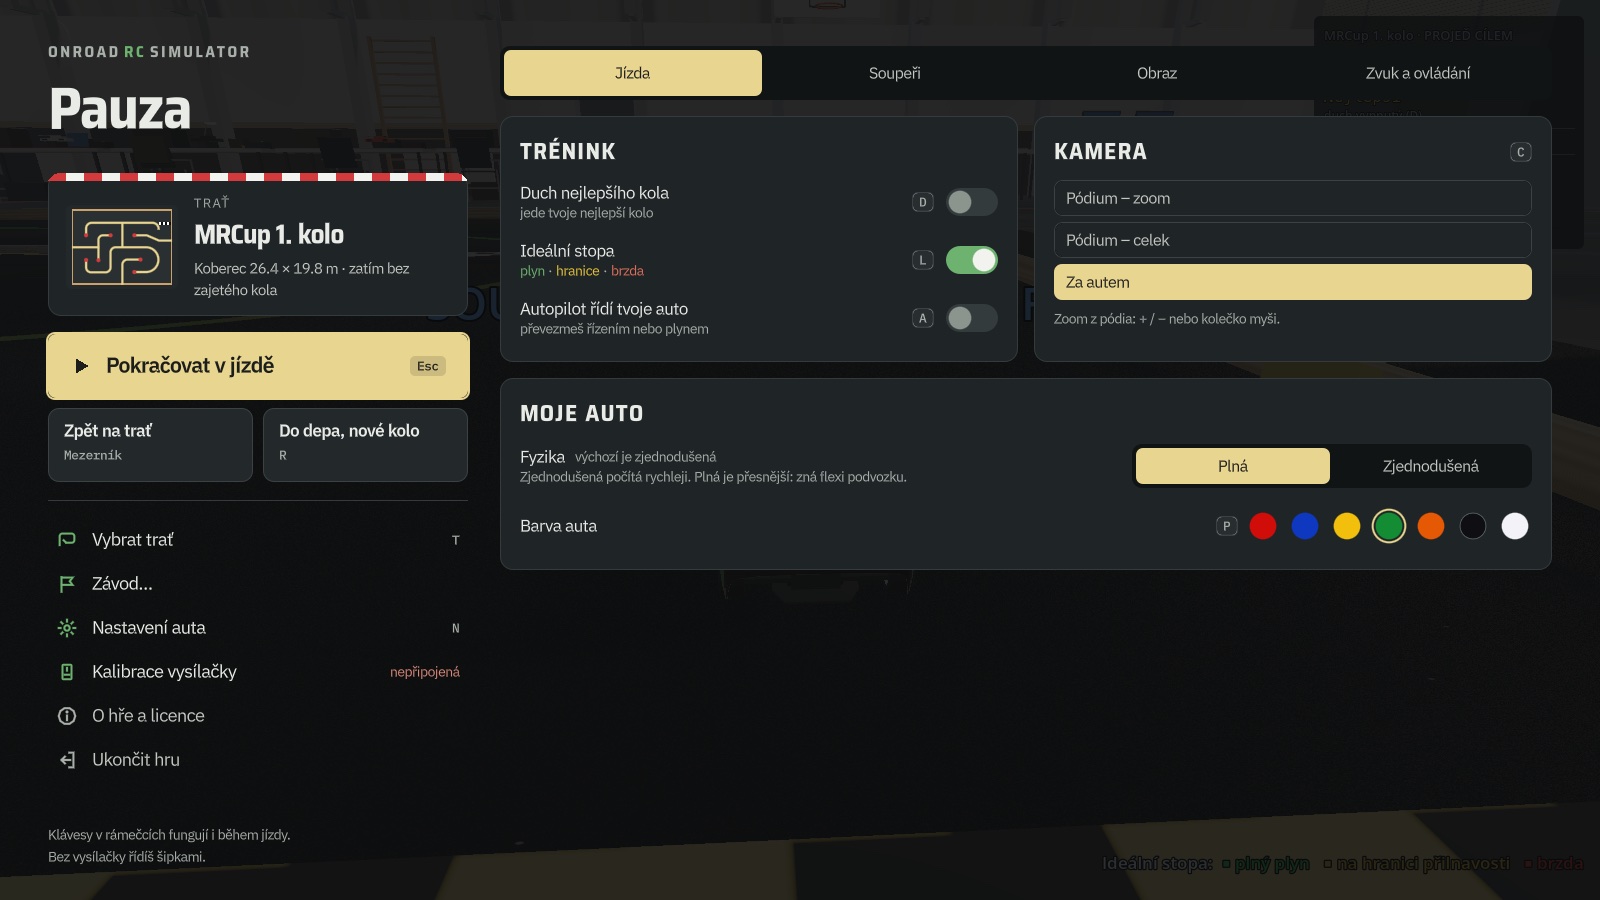 ONROAD RC SIMULATOR
Pauza
TRAŤ
MRCup 1. kolo
Koberec 26.4 × 19.8 m · zatím bez
zajetého kola
Pokračovat v jízdě
Esc
Zpět na trať
Mezerník
Do depa, nové kolo
R
Vybrat trať
T
Závod...
Nastavení auta
N
Kalibrace vysílačky
nepřipojená
O hře a licence
Ukončit hru
Klávesy v rámečcích fungují i během jízdy.
Bez vysílačky řídíš šipkami.
MRCup 1. kolo PROJEĎ CÍLEM
Jízda
Soupeři
Obraz
Zvuk a ovládání
TRÉNINK
Duch nejlepšího kola
jede tvoje nejlepší kolo
D
Ideální stopa
plyn · hranice · brzda
L
Autopilot řídí tvoje auto
převezmeš řízením nebo plynem
A
KAMERA
C
Pódium – zoom
Pódium – celek
Za autem
Zoom z pódia: + / – nebo kolečko myši.
MOJE AUTO
Fyzika výchozí je zjednodušená
Zjednodušená počítá rychleji. Plná je přesnější: zná flexi podvozku.
Plná
Zjednodušená
Barva auta
P
Ideální stopa: plný plyn na hranici přilnavosti brzda